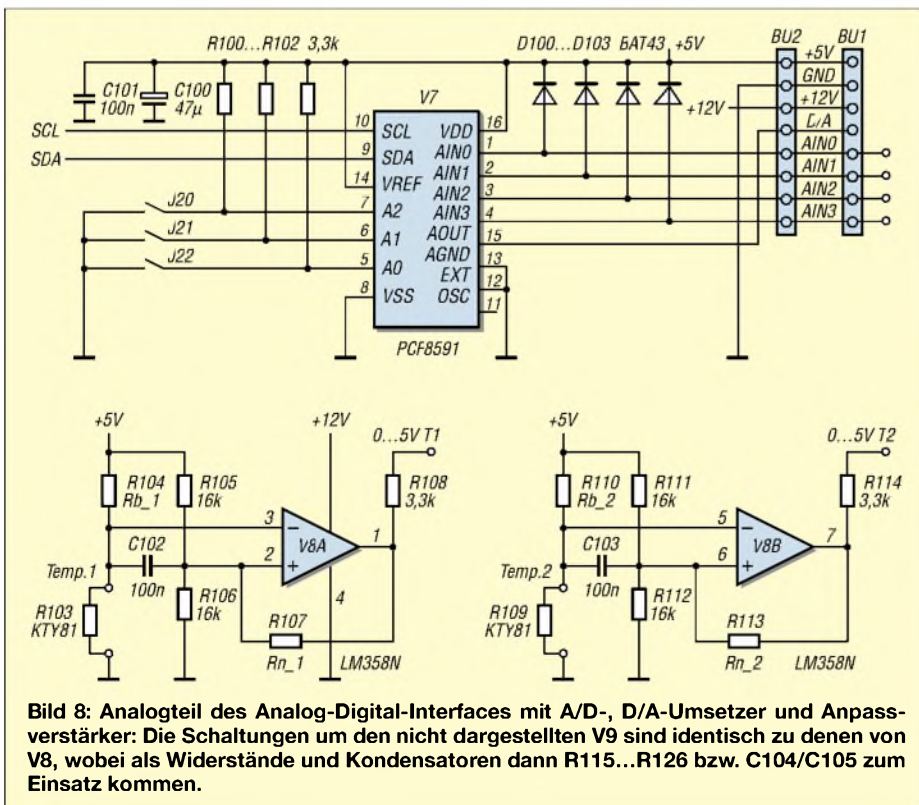 R100...R102 3,3k
D100...D103 БАТ43
+5V
BU2
BU1
C101
100n
C100
47µ
V7
+5V
GND
+12V
+12V
D/A
SCL
10
SCL
VDD
16
SDA
9
SDA
AIN0
1
AIN0
14
VREF
AIN1
2
AIN1
J20
7
A2
AIN2
3
AIN2
AIN3
4
AIN3
J21
6
A1
AOUT
15
AGND
13
J22
5
A0
EXT
12
8
VSS
OSC
11
PCF8591
+5V
+12V
0...5V T1
R104
Rb_1
R105
16k
R108
3,3k
3
–
V8A
1
C102
100n
2
+
Temp.1
R103
KTY81
R106
16k
4
R107
Rn_1
LM358N
+5V
0...5V T2
R110
Rb_2
R111
16k
R114
3,3k
5
–
V8B
7
C103
100n
6
+
Temp.2
R109
KTY81
R112
16k
R113
Rn_2
LM358N
Bild 8: Analogteil des Analog-Digital-Interfaces mit A/D-, D/A-Umsetzer und Anpass-
verstärker: Die Schaltungen um den nicht dargestellten V9 sind identisch zu denen von
V8, wobei als Widerstände und Kondensatoren dann R115...R126 bzw. C104/C105 zum
Einsatz kommen.